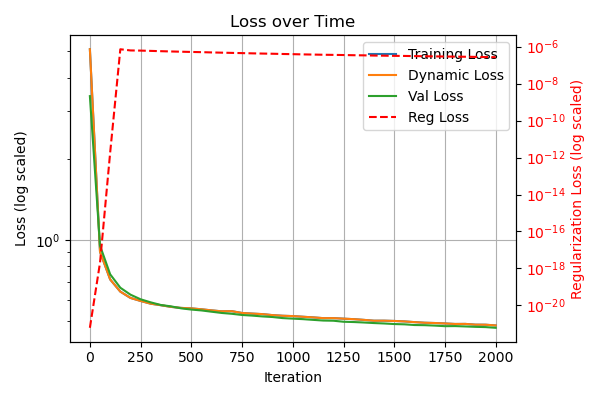 Loss over Time
Loss (log scaled)
10⁰
Training Loss
Dynamic Loss
Val Loss
Reg Loss
10⁻⁶
10⁻⁸
10⁻¹⁰
10⁻¹²
10⁻¹⁴
10⁻¹⁶
10⁻¹⁸
10⁻²⁰
Regularization Loss (log scaled)
0 250 500 750 1000 1250 1500 1750 2000
Iteration